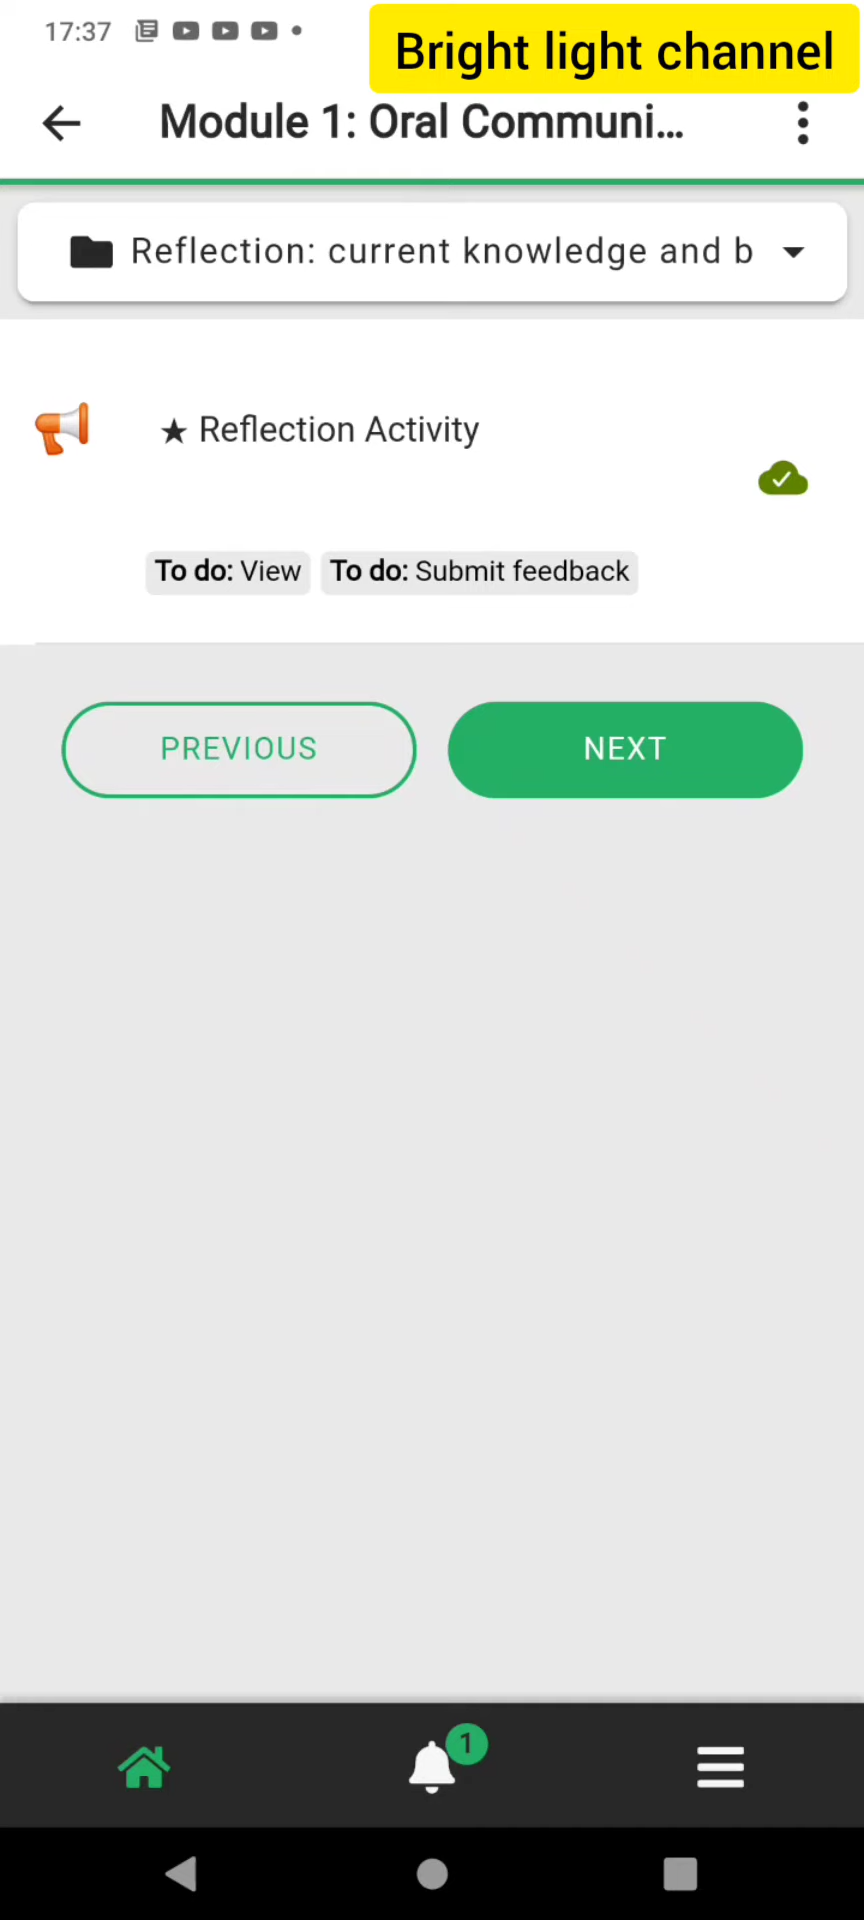 17:37
Bright light channel
Module 1: Oral Communi...
Reflection: current knowledge and b
★ Reflection Activity
To do: View To do: Submit feedback
PREVIOUS NEXT
1